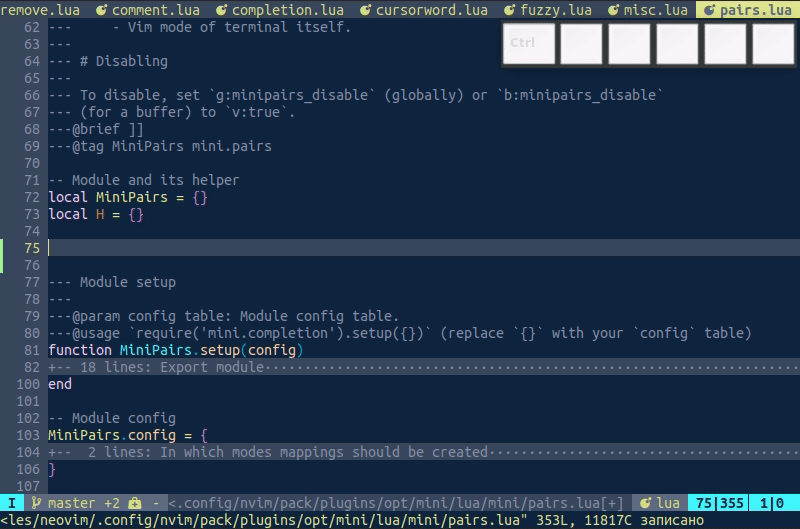 remove.lua comment.lua completion.lua cursorword.lua fuzzy.lua misc.lua pairs.lua
Ctrl
62 ---     - Vim mode of terminal itself.
63 ---
64 --- # Disabling
65 ---
66 --- To disable, set `g:minipairs_disable` (globally) or `b:minipairs_disable`
67 --- (for a buffer) to `v:true`.
68 ---@brief ]]
69 ---@tag MiniPairs mini.pairs
70
71 -- Module and its helper
72 local MiniPairs = {}
73 local H = {}
74
75
76
77 --- Module setup
78 ---
79 ---@param config table: Module config table.
80 ---@usage `require('mini.completion').setup({})` (replace `{}` with your `config` table)
81 function MiniPairs.setup(config)
82 +-- 18 lines: Export module····································································
100 end
101
102 -- Module config
103 MiniPairs.config = {
104 +--  2 lines: In which modes mappings should be created·······································
106 }
107
I master +2 - <.config/nvim/pack/plugins/opt/mini/lua/mini/pairs.lua[+] lua 75|355 1|0
<les/neovim/.config/nvim/pack/plugins/opt/mini/lua/mini/pairs.lua" 353L, 11817C записано